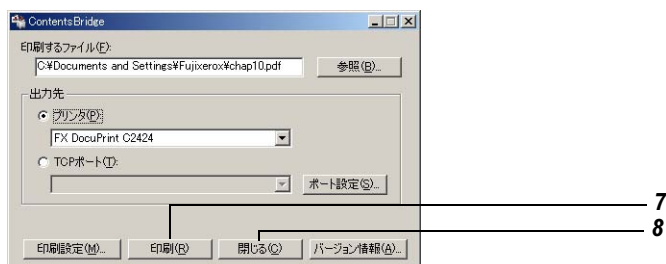 ContentsBridge
印刷するファイル(F):
C:¥Documents and Settings¥Fujixerox¥chap10.pdf
参照(B)...
出力先
プリンタ(P):
FX DocuPrint C2424
TCPポート(T):
ポート設定(S)...
7
8
印刷設定(M)... 印刷(R) 閉じる(C) バージョン情報(A)...